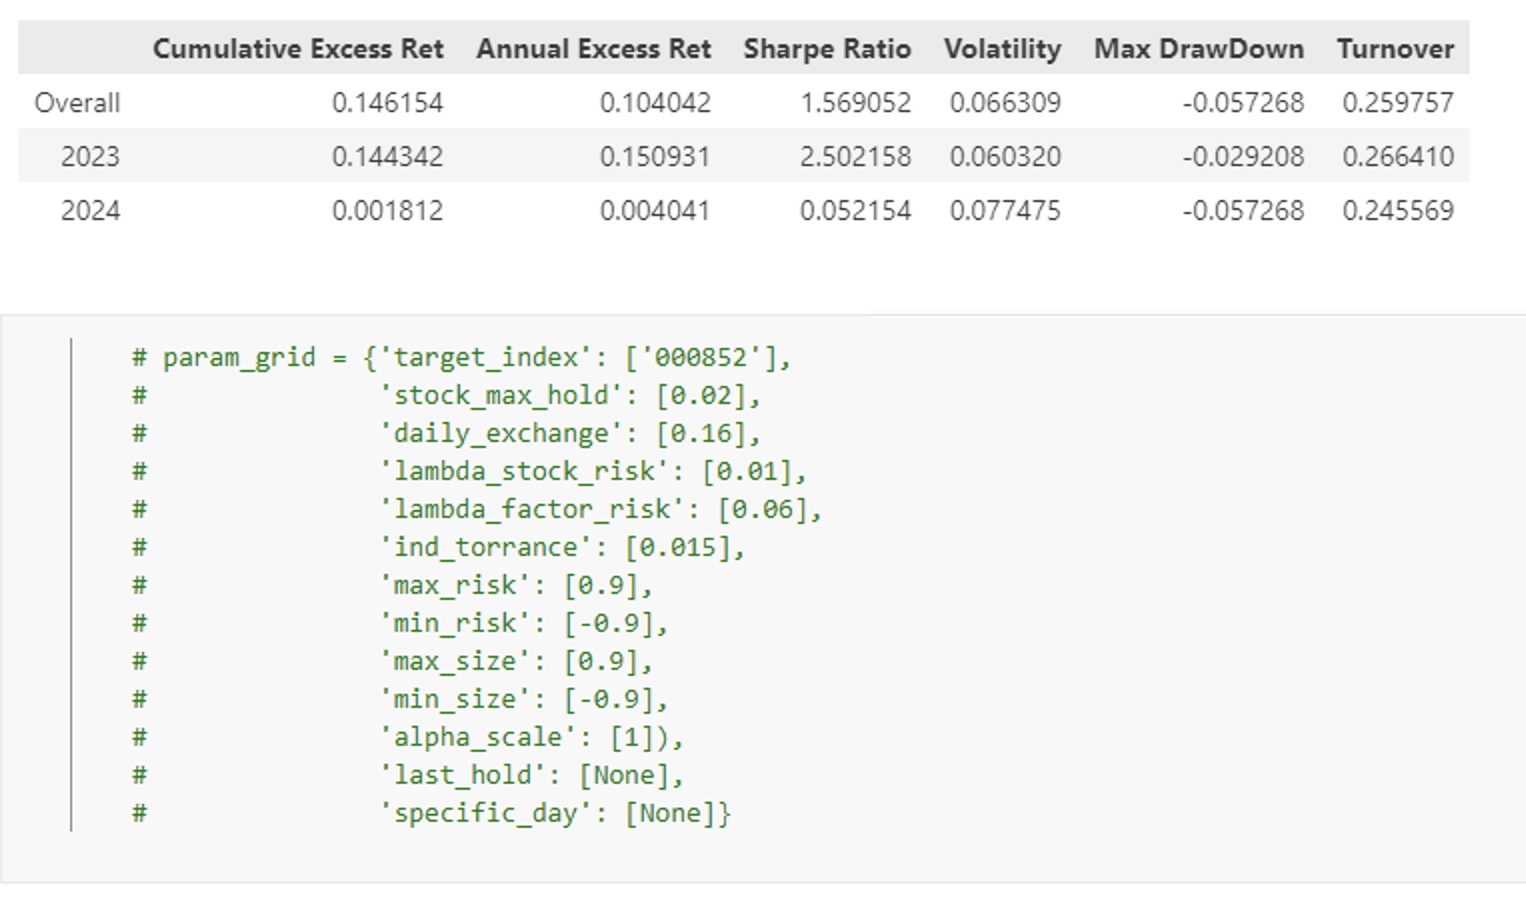 Cumulative Excess Ret Annual Excess Ret Sharpe Ratio Volatility Max DrawDown Turnover
Overall 0.146154 0.104042 1.569052 0.066309 -0.057268 0.259757
2023 0.144342 0.150931 2.502158 0.060320 -0.029208 0.266410
2024 0.001812 0.004041 0.052154 0.077475 -0.057268 0.245569
# param_grid = {'target_index': ['000852'],
# 'stock_max_hold': [0.02],
# 'daily_exchange': [0.16],
# 'lambda_stock_risk': [0.01],
# 'lambda_factor_risk': [0.06],
# 'ind_torrance': [0.015],
# 'max_risk': [0.9],
# 'min_risk': [-0.9],
# 'max_size': [0.9],
# 'min_size': [-0.9],
# 'alpha_scale': [1]),
# 'last_hold': [None],
# 'specific_day': [None]}